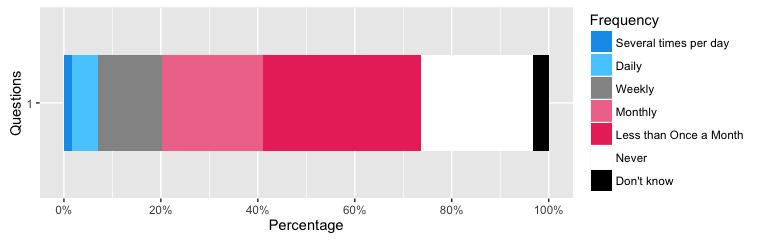 Questions
1
0%
20%
40%
60%
80%
100%
Percentage
Frequency
Several times per day
Daily
Weekly
Monthly
Less than Once a Month
Never
Don't know